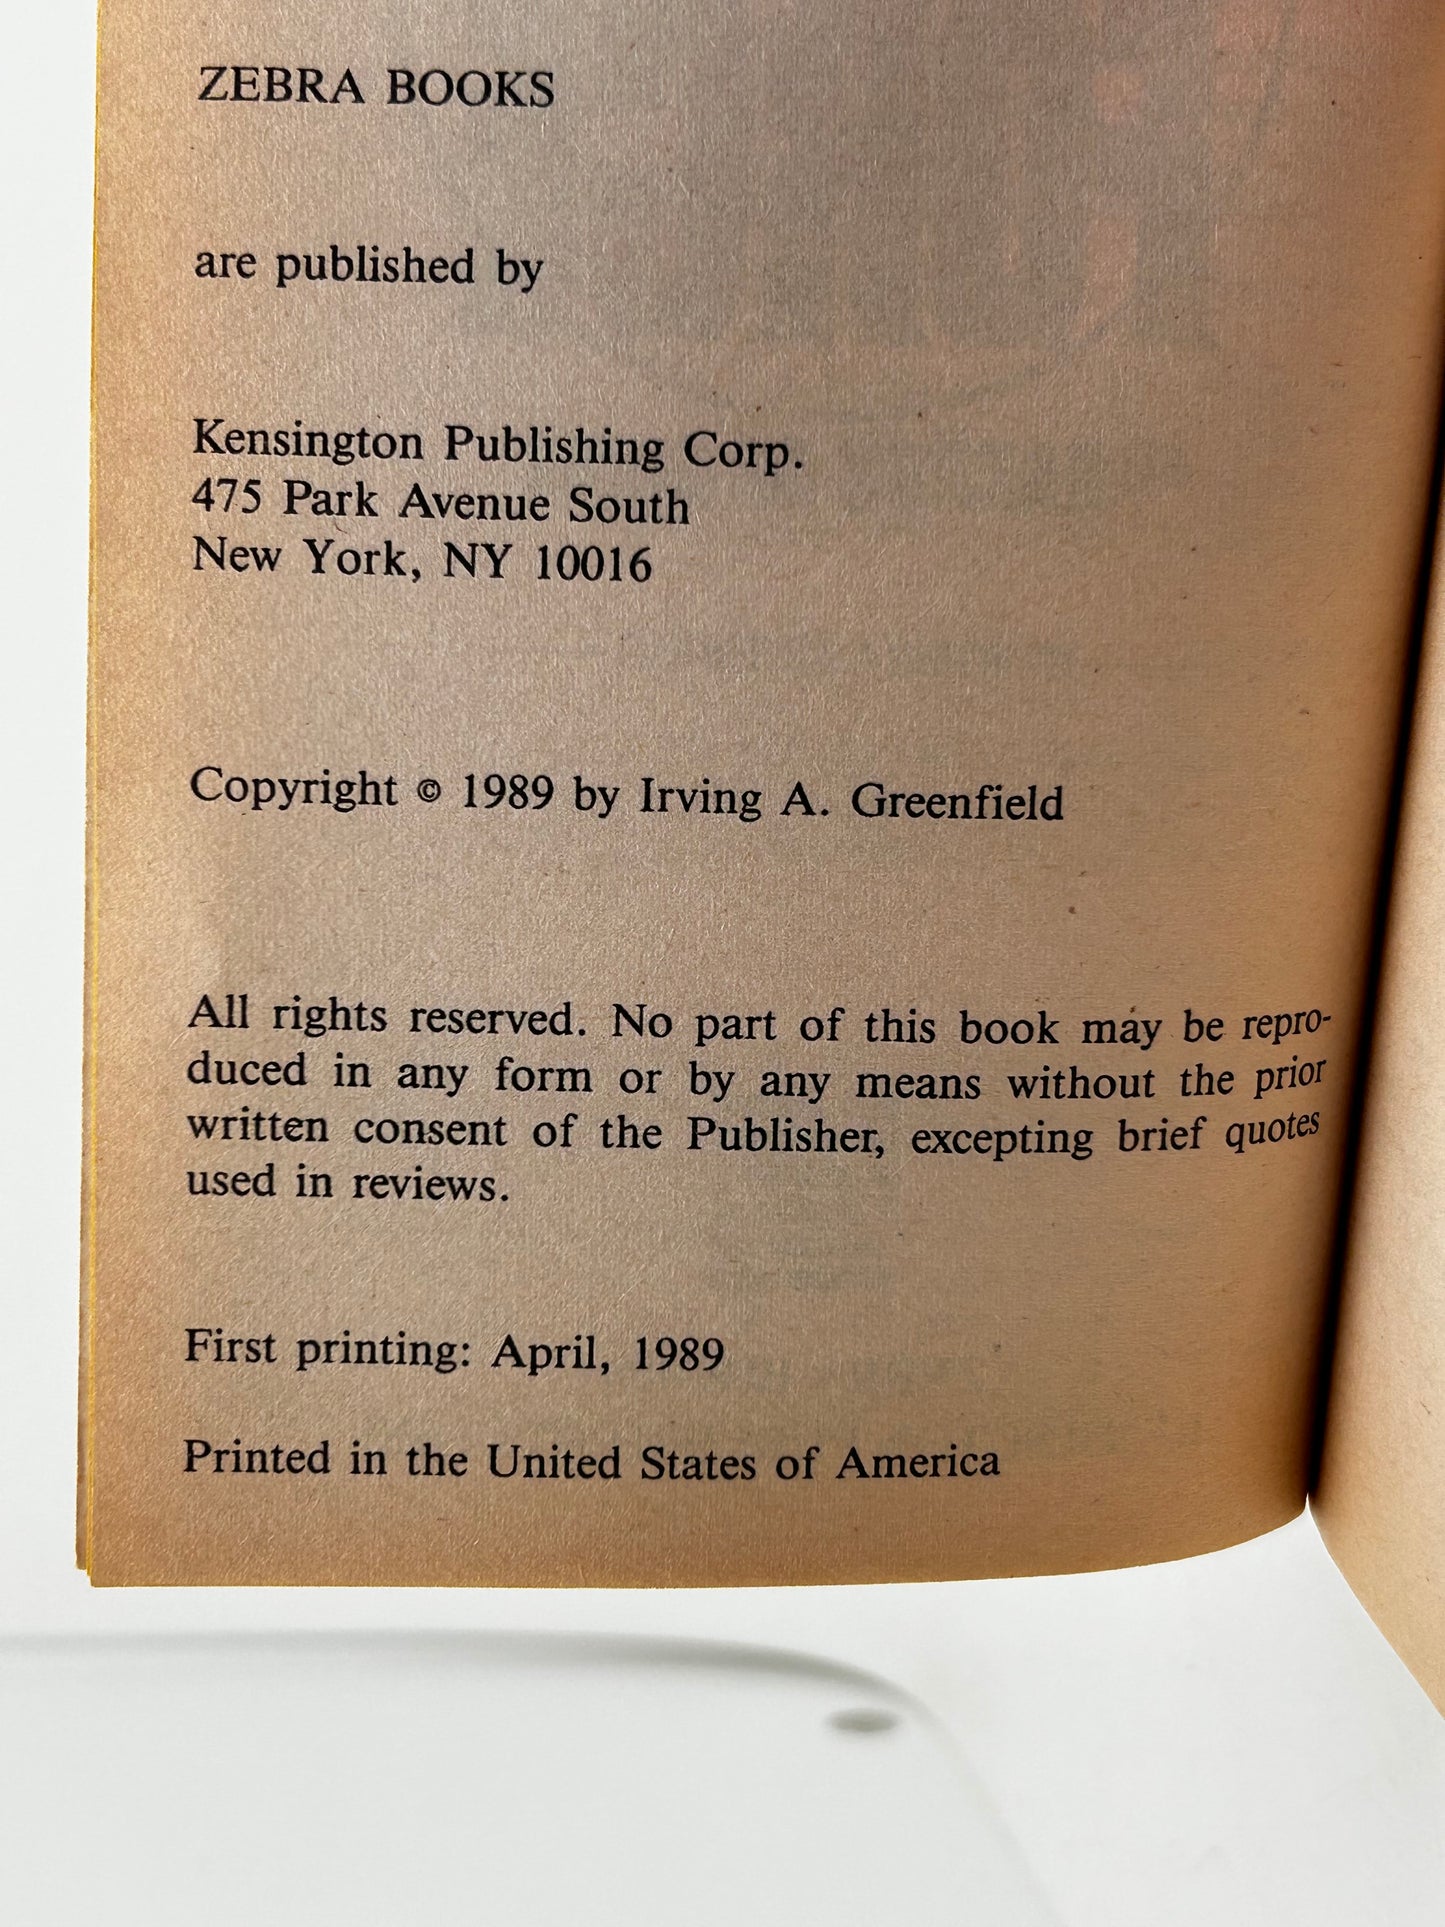 ZEBRA BOOKS
are published by
Kensington Publishing Corp.
475 Park Avenue South
New York, NY 10016
Copyright © 1989 by Irving A. Greenfield
All rights reserved. No part of this book may be repro-
duced in any form or by any means without the prior
written consent of the Publisher, excepting brief quotes
used in reviews.
First printing: April, 1989
Printed in the United States of America